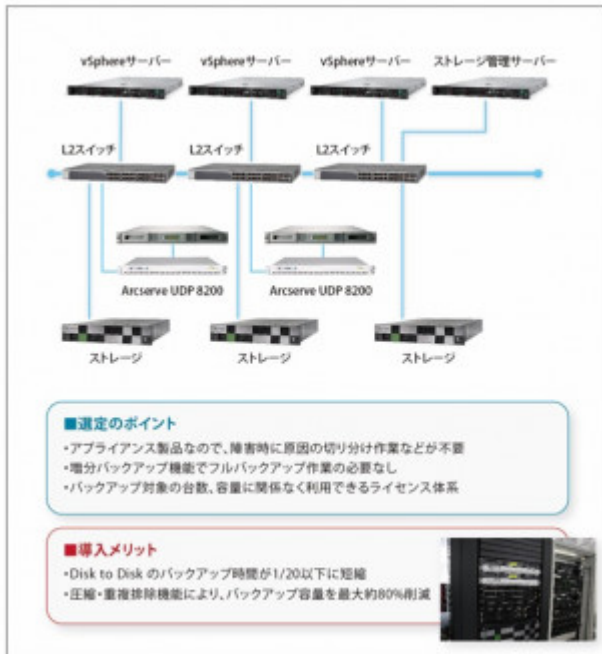 vSphereサーバー vSphereサーバー vSphereサーバー ストレージ管理サーバー
L2スイッチ L2スイッチ L2スイッチ
Arcserve UDP 8200 Arcserve UDP 8200
ストレージ ストレージ ストレージ
■選定のポイント
・アプライアンス製品なので、障害時に原因の切り分け作業などが不要
・増分バックアップ機能でフルバックアップ作業の必要なし
・バックアップ対象の台数、容量に関係なく利用できるライセンス体系
■導入メリット
・Disk to Disk のバックアップ時間が1/20以下に短縮
・圧縮・重複排除機能により、バックアップ容量を最大約80%削減